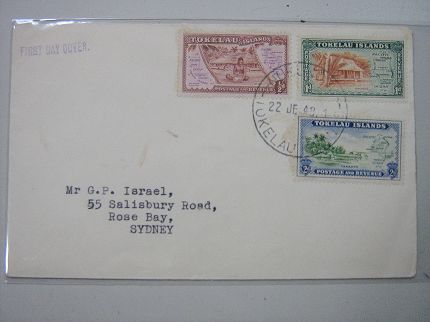 FIRST DAY COVER.
TOKELAU ISLANDS
POSTAGE AND REVENUE
TOKELAU ISLANDS
1d
22 JE 48
TOKELAU
TOKELAU ISLANDS
POSTAGE AND REVENUE
Mr G.P. Israel,
55 Salisbury Road,
Rose Bay,
SYDNEY